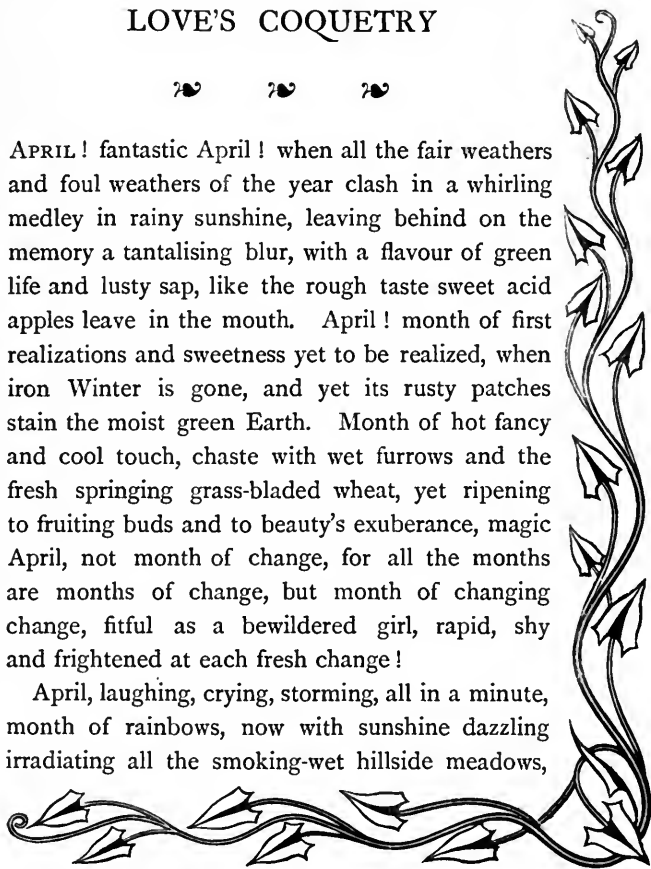 LOVE'S COQUETRY
APRIL! fantastic April! when all the fair weathers
and foul weathers of the year clash in a whirling
medley in rainy sunshine, leaving behind on the
memory a tantalising blur, with a flavour of green
life and lusty sap, like the rough taste sweet acid
apples leave in the mouth. April! month of first
realizations and sweetness yet to be realized, when
iron Winter is gone, and yet its rusty patches
stain the moist green Earth. Month of hot fancy
and cool touch, chaste with wet furrows and the
fresh springing grass-bladed wheat, yet ripening
to fruiting buds and to beauty's exuberance, magic
April, not month of change, for all the months
are months of change, but month of changing
change, fitful as a bewildered girl, rapid, shy
and frightened at each fresh change!
April, laughing, crying, storming, all in a minute,
month of rainbows, now with sunshine dazzling
irradiating all the smoking-wet hillside meadows,